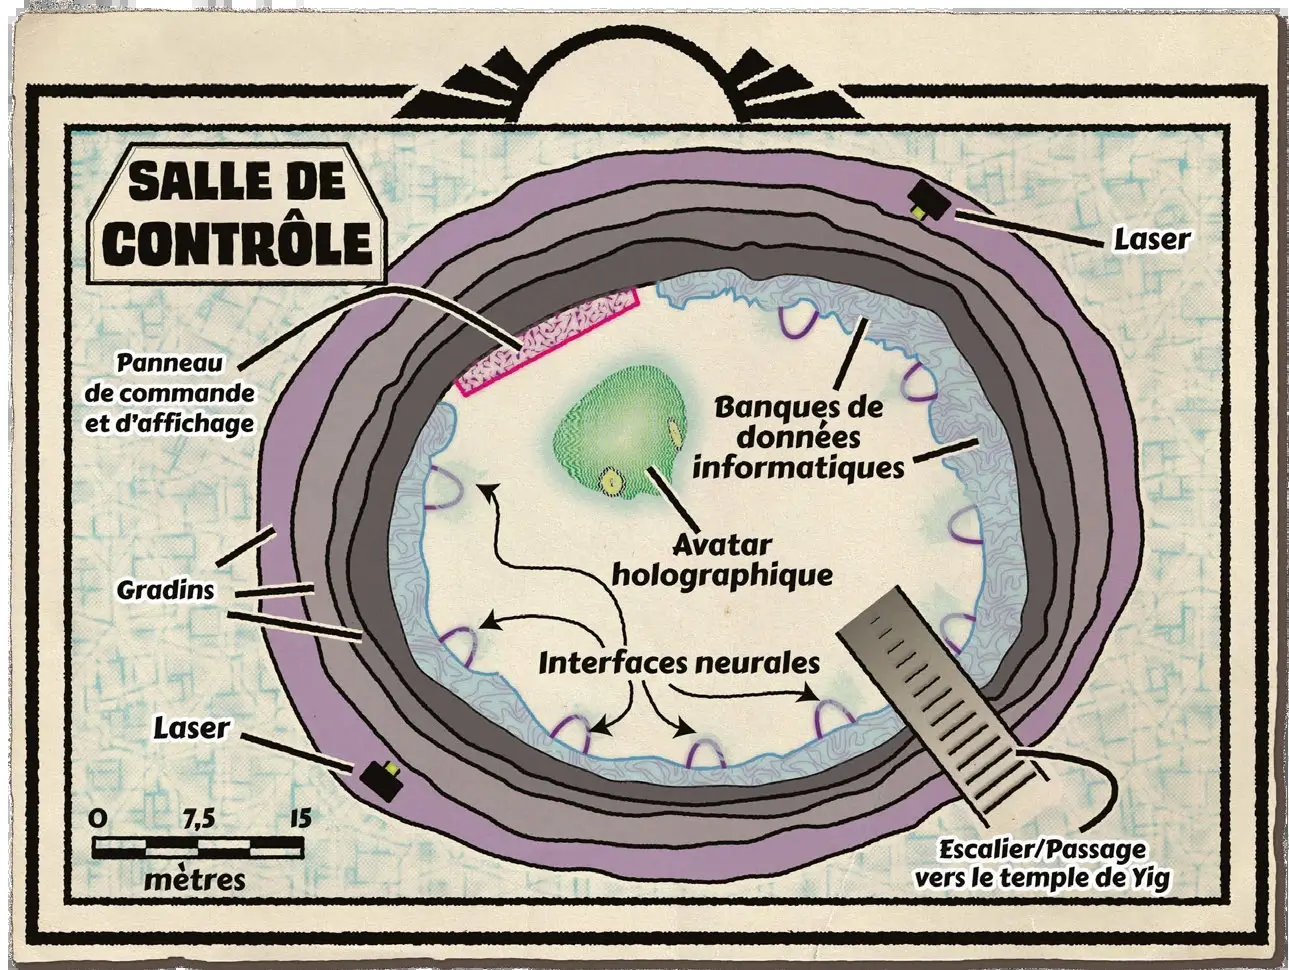 SALLE DE
CONTRÔLE
Laser
Panneau
de commande
et d'affichage
Banques de
données
informatiques
Avatar
holographique
Gradins
Interfaces neurales
Laser
0 7,5 15
mètres
Escalier/Passage
vers le temple de Yig